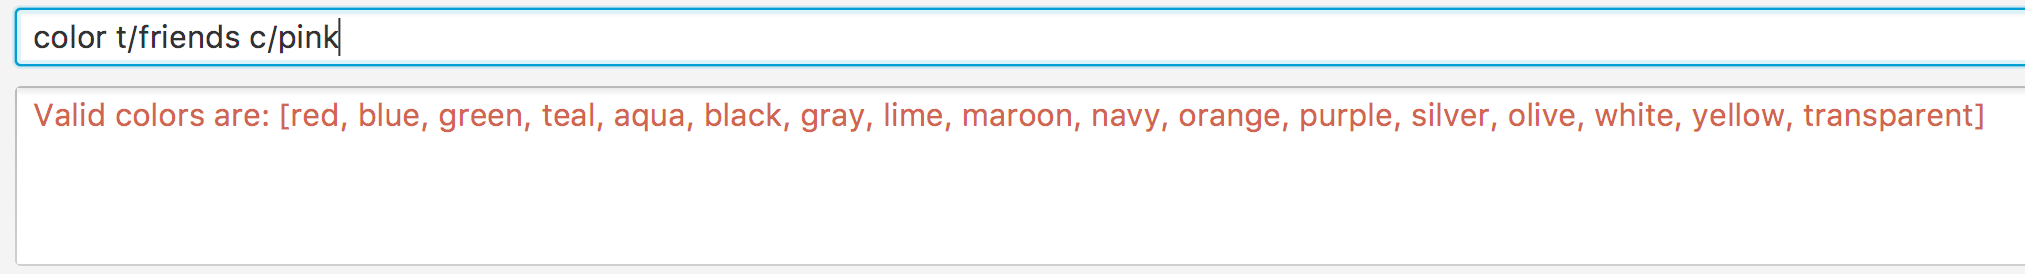 color t/friends c/pink
Valid colors are: [red, blue, green, teal, aqua, black, gray, lime, maroon, navy, orange, purple, silver, olive, white, yellow, transparent]